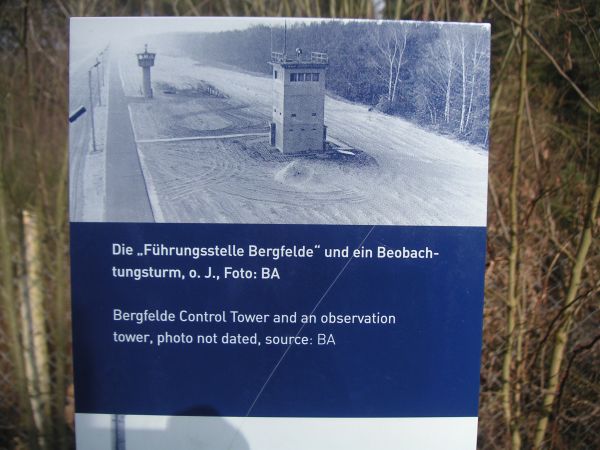 Die „Führungsstelle Bergfelde“ und ein Beobach-
tungsturm, o. J., Foto: BA
Bergfelde Control Tower and an observation
tower, photo not dated, source: BA